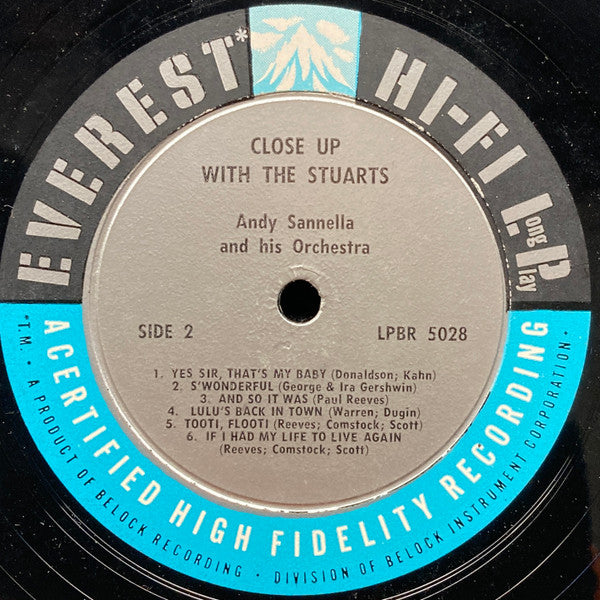 EVEREST*
HI-FI Long Play
CLOSE UP
WITH THE STUARTS
Andy Sannella
and his Orchestra
SIDE 2
LPBR 5028
1. YES SIR, THAT'S MY BABY (Donaldson; Kahn)
2. S'WONDERFUL (George & Ira Gershwin)
3. AND SO IT WAS (Paul Reeves)
4. LULU'S BACK IN TOWN (Warren; Dugin)
5. TOOTI, FLOOTI (Reeves; Comstock; Scott)
6. IF I HAD MY LIFE TO LIVE AGAIN
(Reeves; Comstock; Scott)
A CERTIFIED HIGH FIDELITY RECORDING
*T.M. • A PRODUCT OF BELOCK RECORDING • DIVISION OF BELOCK INSTRUMENT CORPORATION•